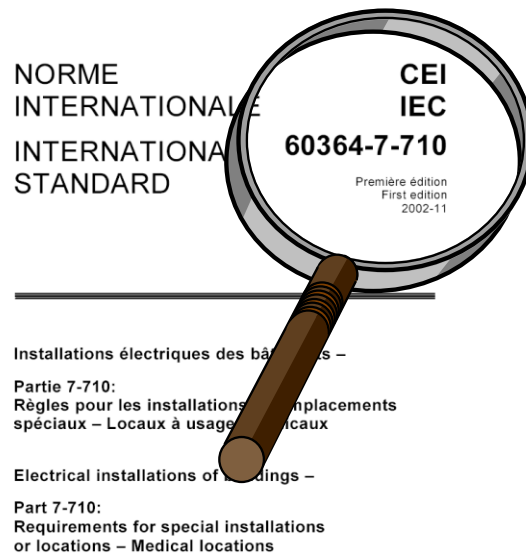 NORME
INTERNATIONALE
INTERNATIONA
STANDARD
CEI
IEC
60364-7-710
Première édition
First edition
2002-11
Installations électriques des bâ ts –
Partie 7-710:
Règles pour les installations mplacements
spéciaux – Locaux à usage icaux
Electrical installations of dings –
Part 7-710:
Requirements for special installations
or locations – Medical locations